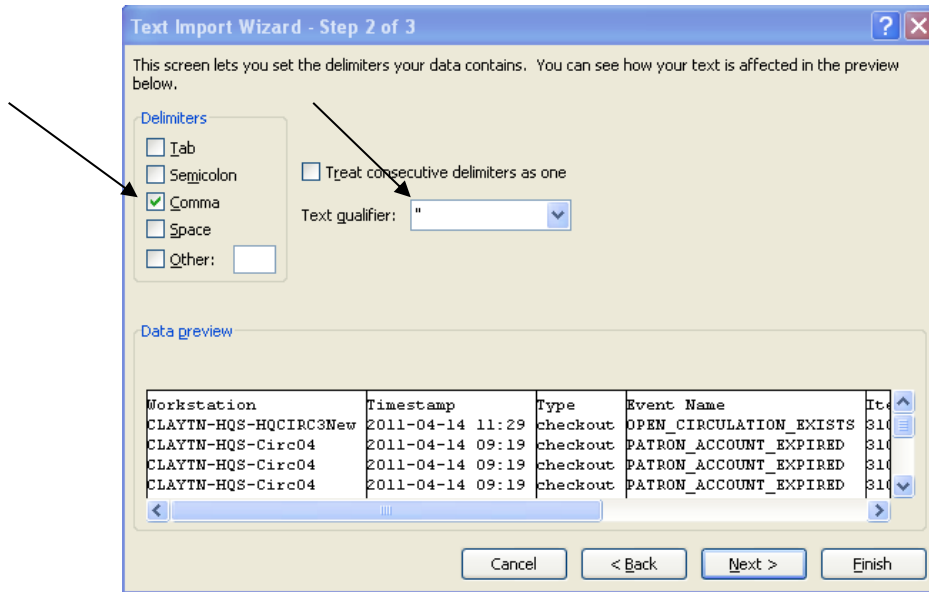 Text Import Wizard - Step 2 of 3
This screen lets you set the delimiters your data contains. You can see how your text is affected in the preview
below.
Delimiters
Tab
Semicolon
Comma
Space
Other:
Treat consecutive delimiters as one
Text qualifier: "
Data preview
Workstation Timestamp Type Event Name
CLAYTN-HQS-HQCIRC3New 2011-04-14 11:29 checkout OPEN_CIRCULATION_EXISTS 310
CLAYTN-HQS-Circ04 2011-04-14 09:19 checkout PATRON_ACCOUNT_EXPIRED 310
CLAYTN-HQS-Circ04 2011-04-14 09:19 checkout PATRON_ACCOUNT_EXPIRED 310
CLAYTN-HQS-Circ04 2011-04-14 09:19 checkout PATRON_ACCOUNT_EXPIRED 310
Cancel < Back Next > Finish